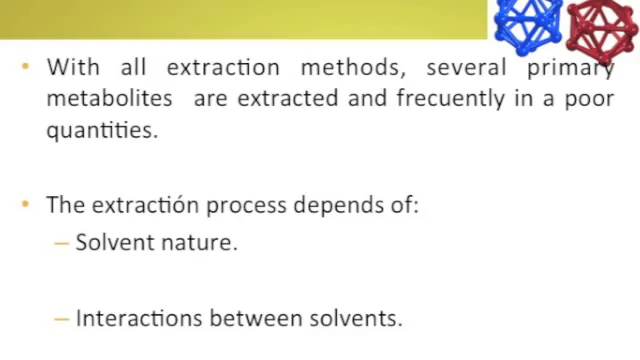 • With all extraction methods, several primary
metabolites are extracted and frecuently in a poor
quantities.
• The extractión process depends of:
– Solvent nature.
– Interactions between solvents.